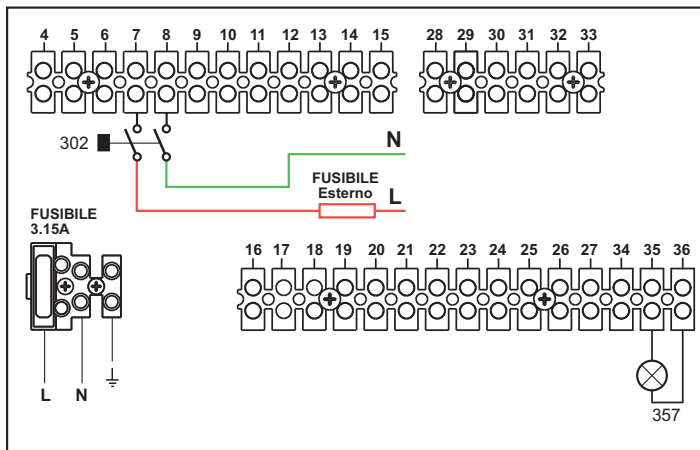 4 5 6 7 8 9 10 11 12 13 14 15
28 29 30 31 32 33
302
N
FUSIBILE
Esterno
L
FUSIBILE
3.15A
16 17 18 19 20 21 22 23 24 25 26 27 34 35 36
L N
357